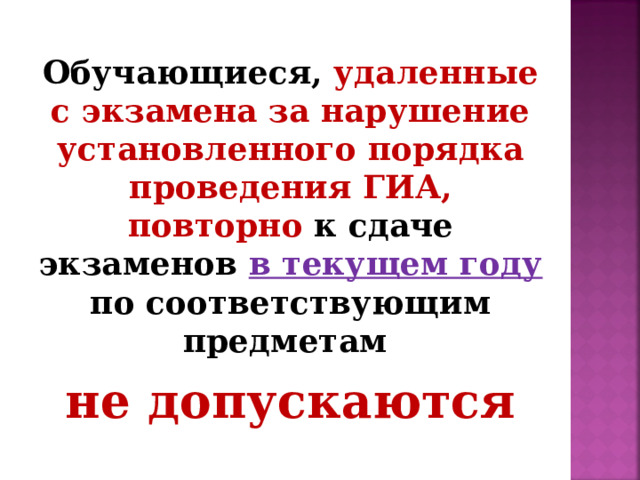 Обучающиеся, удаленные
с экзамена за нарушение
установленного порядка
проведения ГИА,
повторно к сдаче
экзаменов в текущем году
по соответствующим
предметам
не допускаются